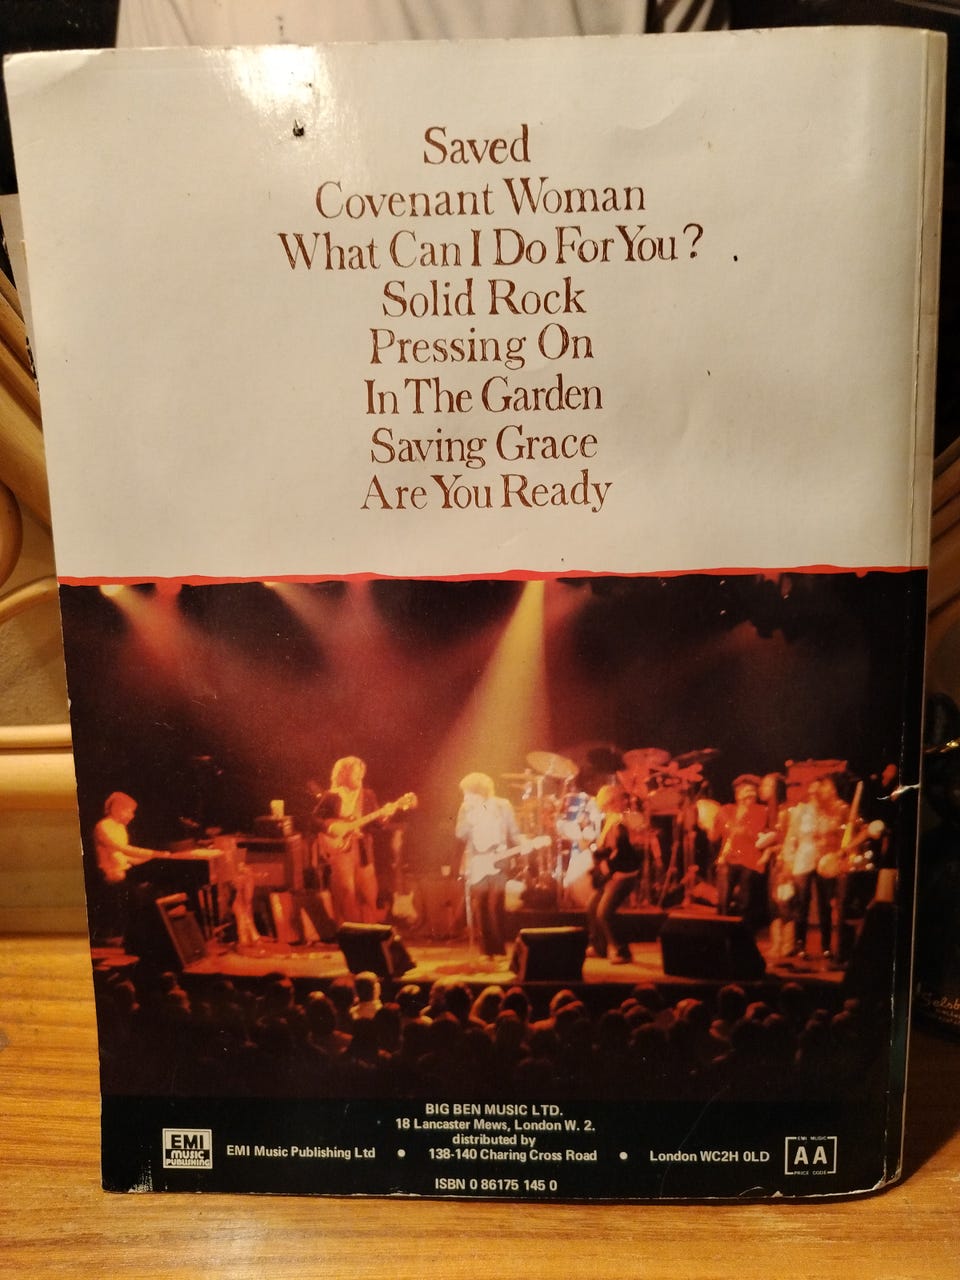 Saved
Covenant Woman
What Can I Do For You?
Solid Rock
Pressing On
In The Garden
Saving Grace
Are You Ready
BIG BEN MUSIC LTD.
18 Lancaster Mews, London W. 2.
distributed by
EMI MUSIC PUBLISHING
EMI Music Publishing Ltd • 138-140 Charing Cross Road • London WC2H 0LD
EMI MUSIC
AA
PRICE CODE
ISBN 0 86175 145 0